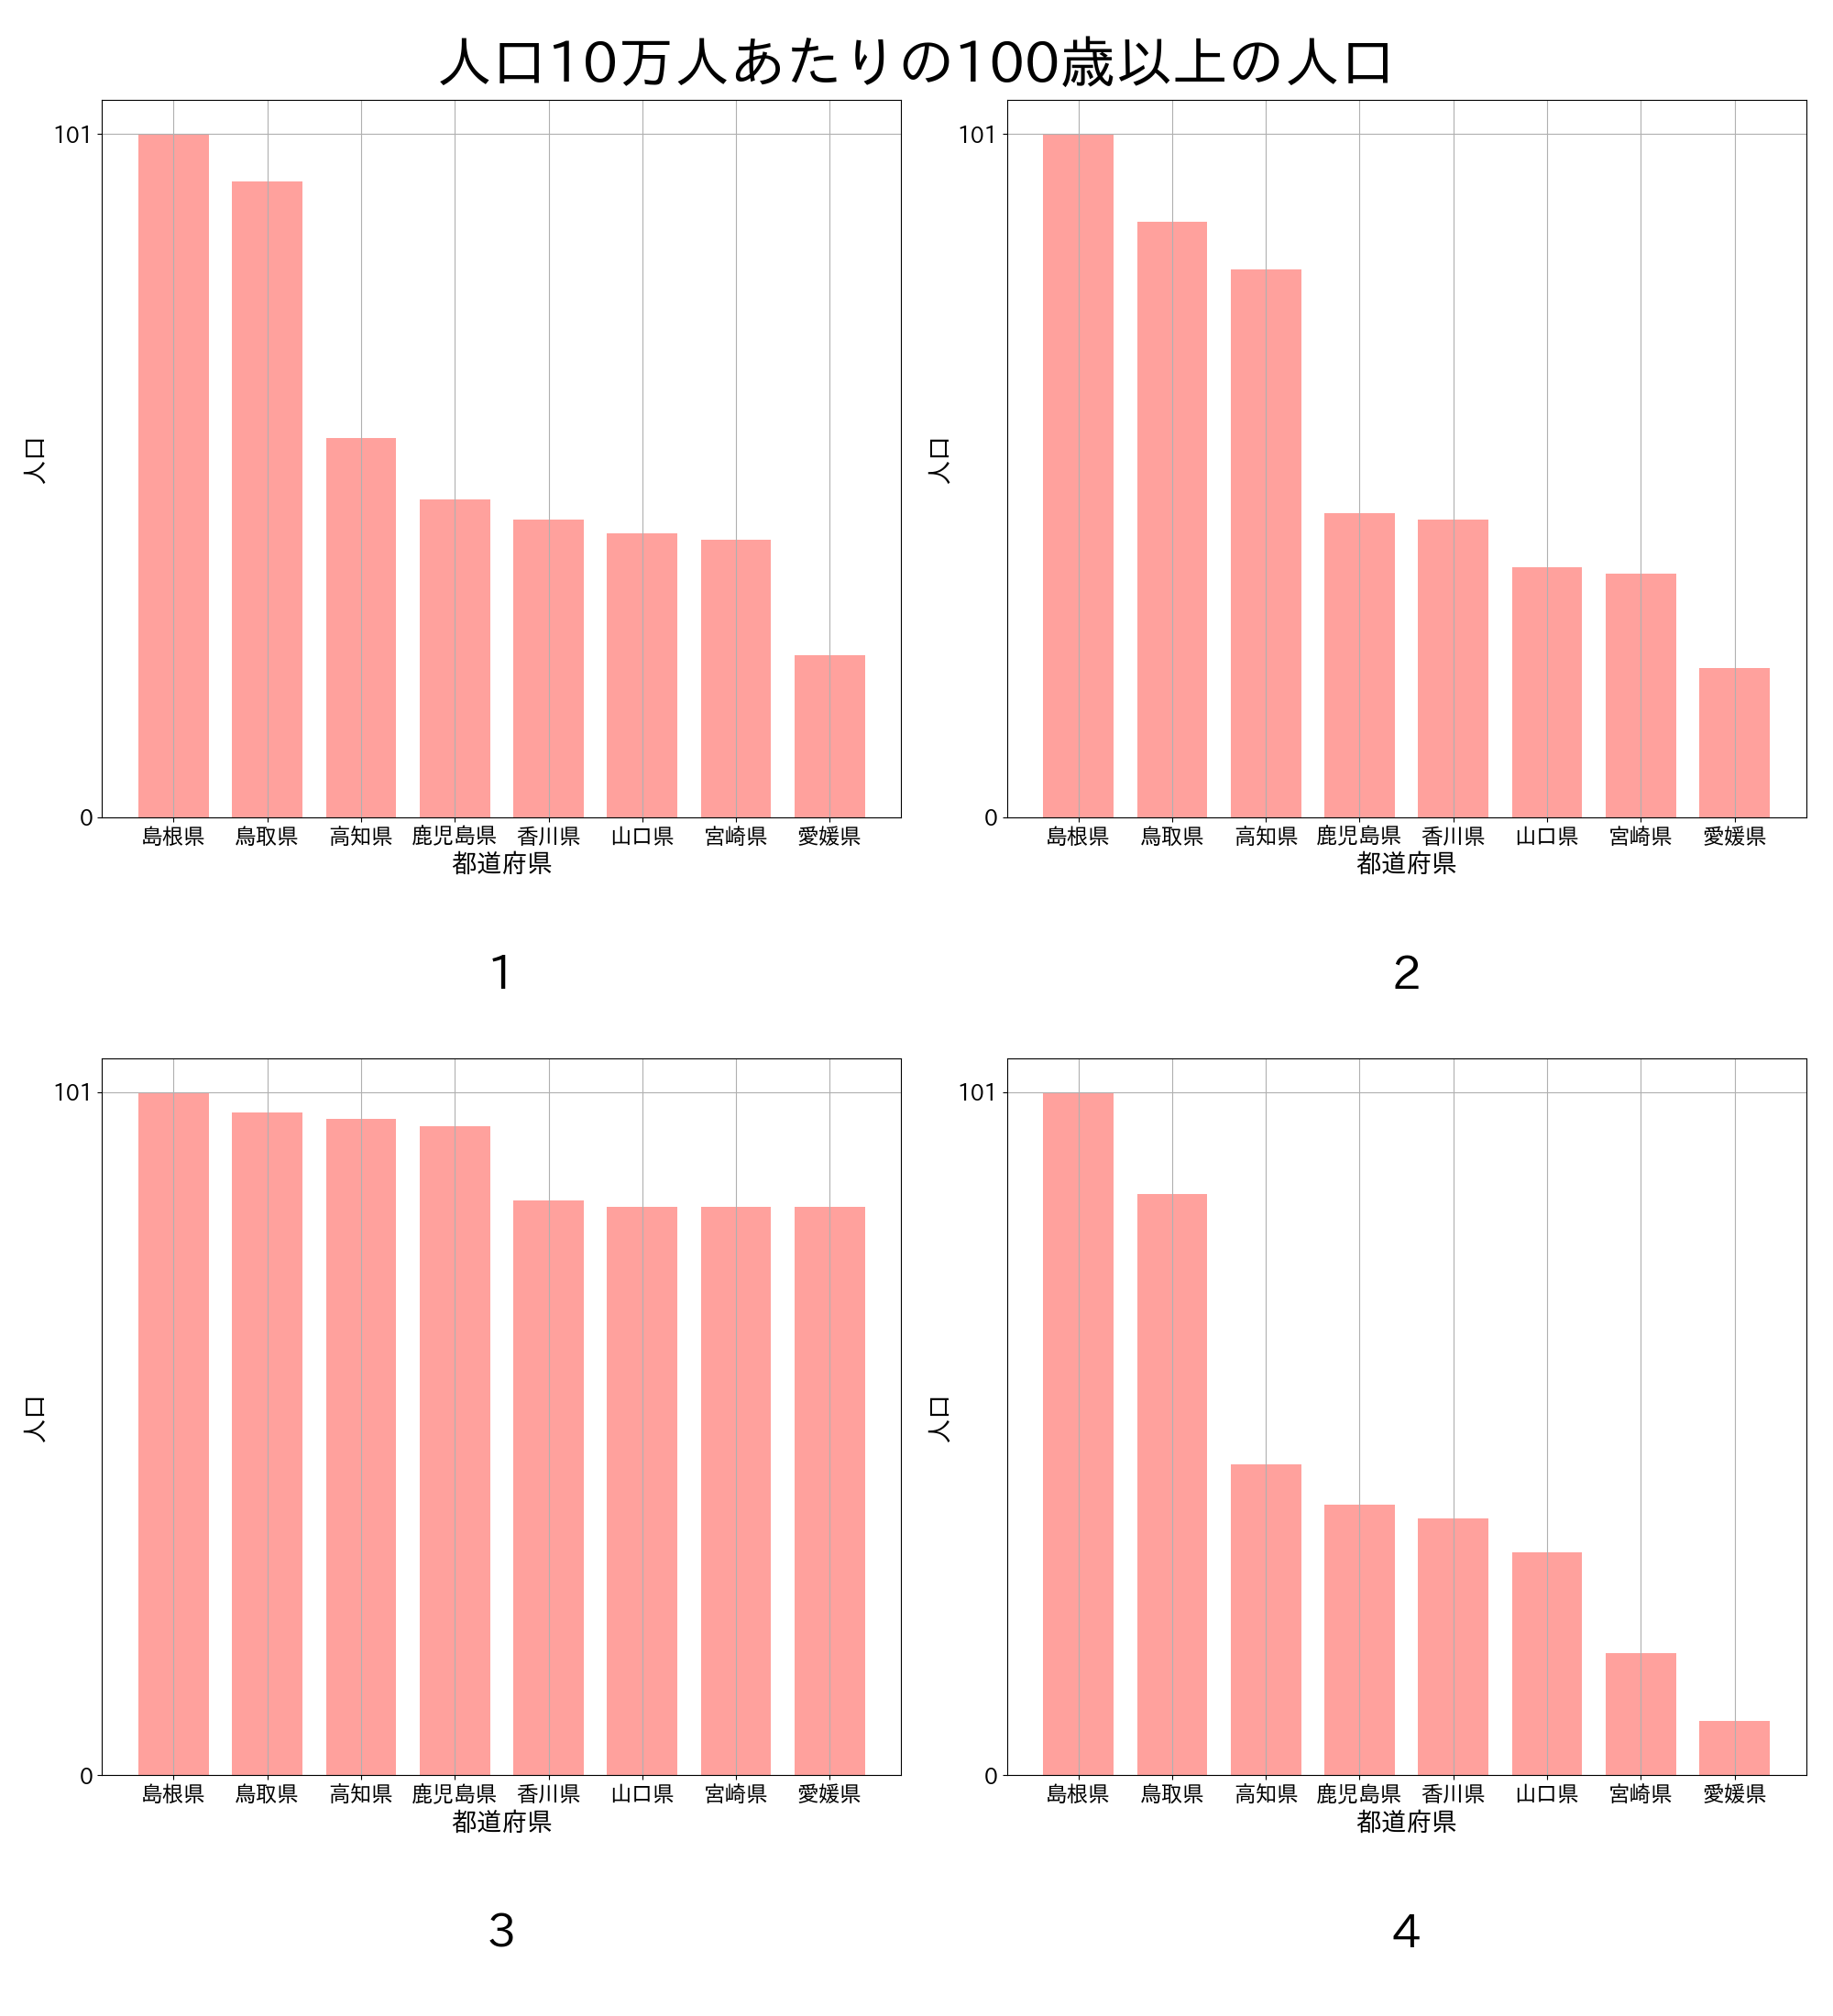 人口10万人あたりの100歳以上の人口
101
0
人口
島根県 鳥取県 高知県 鹿児島県 香川県 山口県 宮崎県 愛媛県
都道府県
1
101
0
人口
島根県 鳥取県 高知県 鹿児島県 香川県 山口県 宮崎県 愛媛県
都道府県
2
101
0
人口
島根県 鳥取県 高知県 鹿児島県 香川県 山口県 宮崎県 愛媛県
都道府県
3
101
0
人口
島根県 鳥取県 高知県 鹿児島県 香川県 山口県 宮崎県 愛媛県
都道府県
4